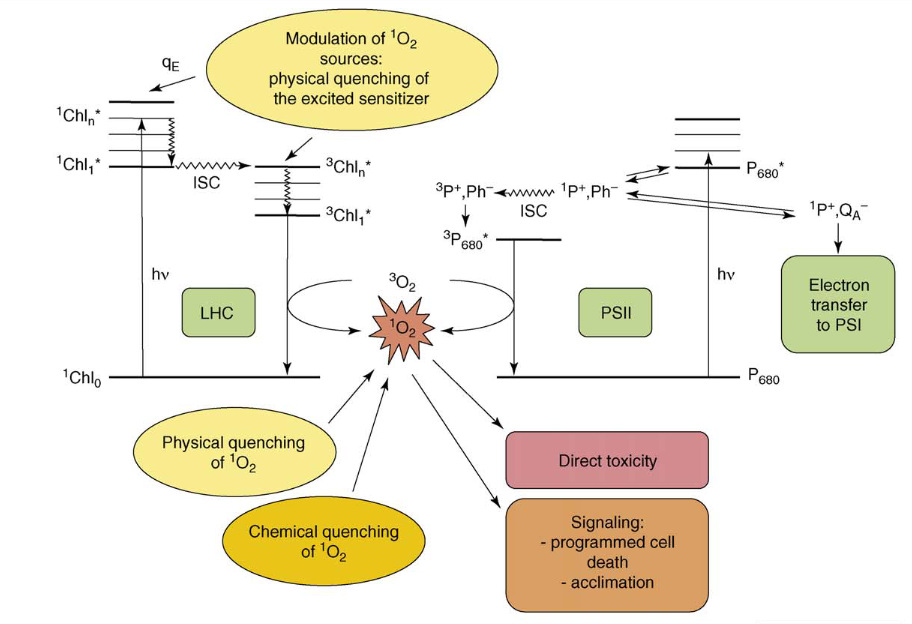 Modulation of ¹O₂
sources:
physical quenching of
the excited sensitizer
qE
¹Chlₙ*
¹Chl₁*
ISC
³Chlₙ*
³Chl₁*
hν
LHC
¹Chl₀
³O₂
¹O₂
³P⁺,Ph⁻
ISC
¹P⁺,Ph⁻
³P₆₈₀*
P₆₈₀*
¹P⁺,QA⁻
hν
PSII
Electron
transfer
to PSI
P₆₈₀
Physical quenching
of ¹O₂
Chemical quenching
of ¹O₂
Direct toxicity
Signaling:
- programmed cell
death
- acclimation